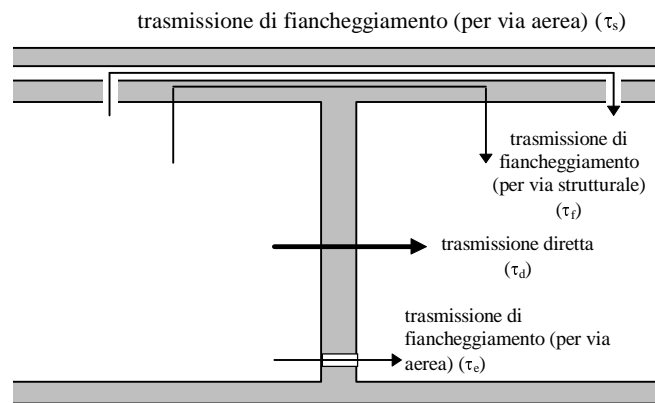 trasmissione di fiancheggiamento (per via aerea) (τs)
trasmissione di
fiancheggiamento
(per via strutturale)
(τf)
trasmissione diretta
(τd)
trasmissione di
fiancheggiamento (per via
aerea) (τe)